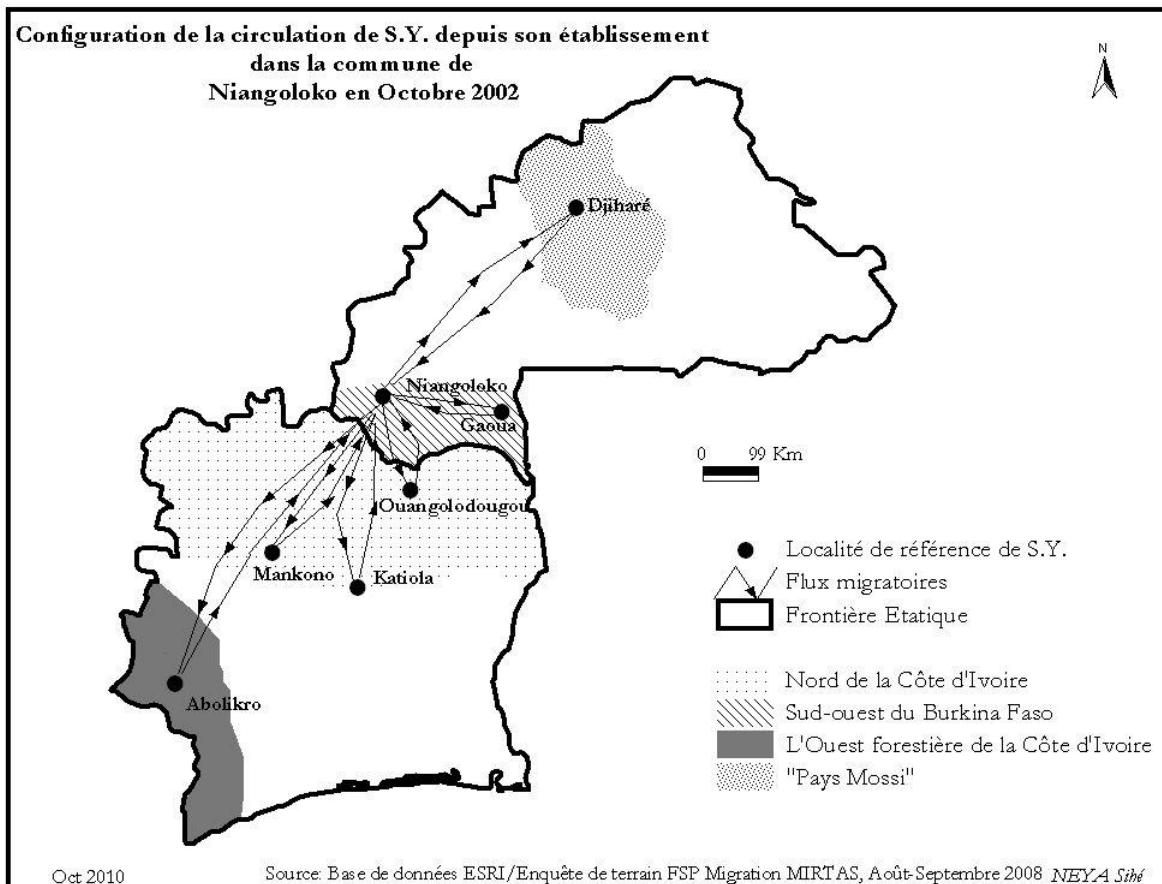 Configuration de la circulation de S.Y. depuis son établissement
dans la commune de
Niangoloko en Octobre 2002
N
Djiharé
Niangoloko
Gaoua
Ouangolodougou
Mankono
Katiola
Abolikro
0 99 Km
Localité de référence de S.Y.
Flux migratoires
Frontière Etatique
Nord de la Côte d'Ivoire
Sud-ouest du Burkina Faso
L'Ouest forestière de la Côte d'Ivoire
"Pays Mossi"
Oct 2010
Source: Base de données ESRI/Enquête de terrain FSP Migration MIRTAS, Août-Septembre 2008 NEYA Sihé